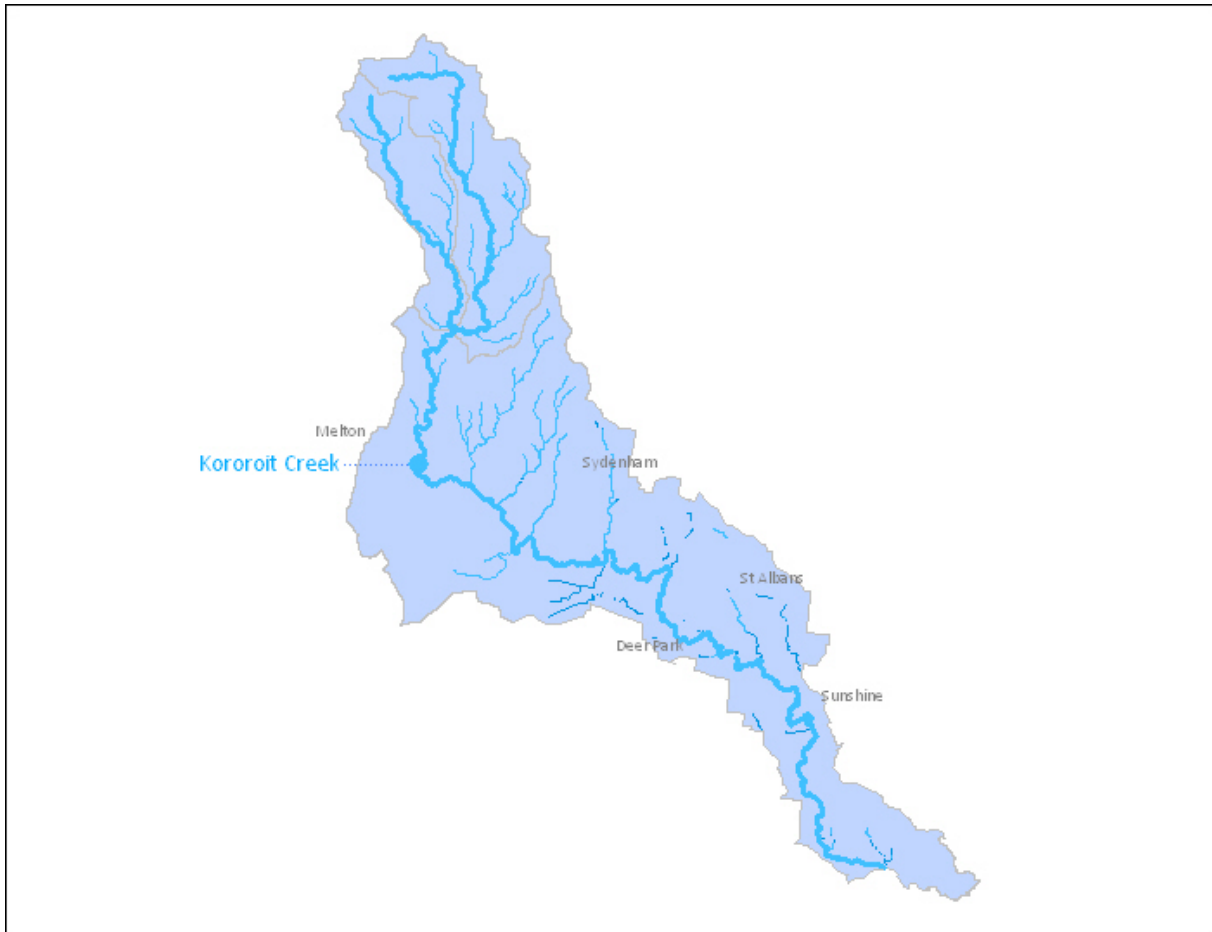 Melton
Kororoit Creek
Sydenham
St Albans
Deer Park
Sunshine